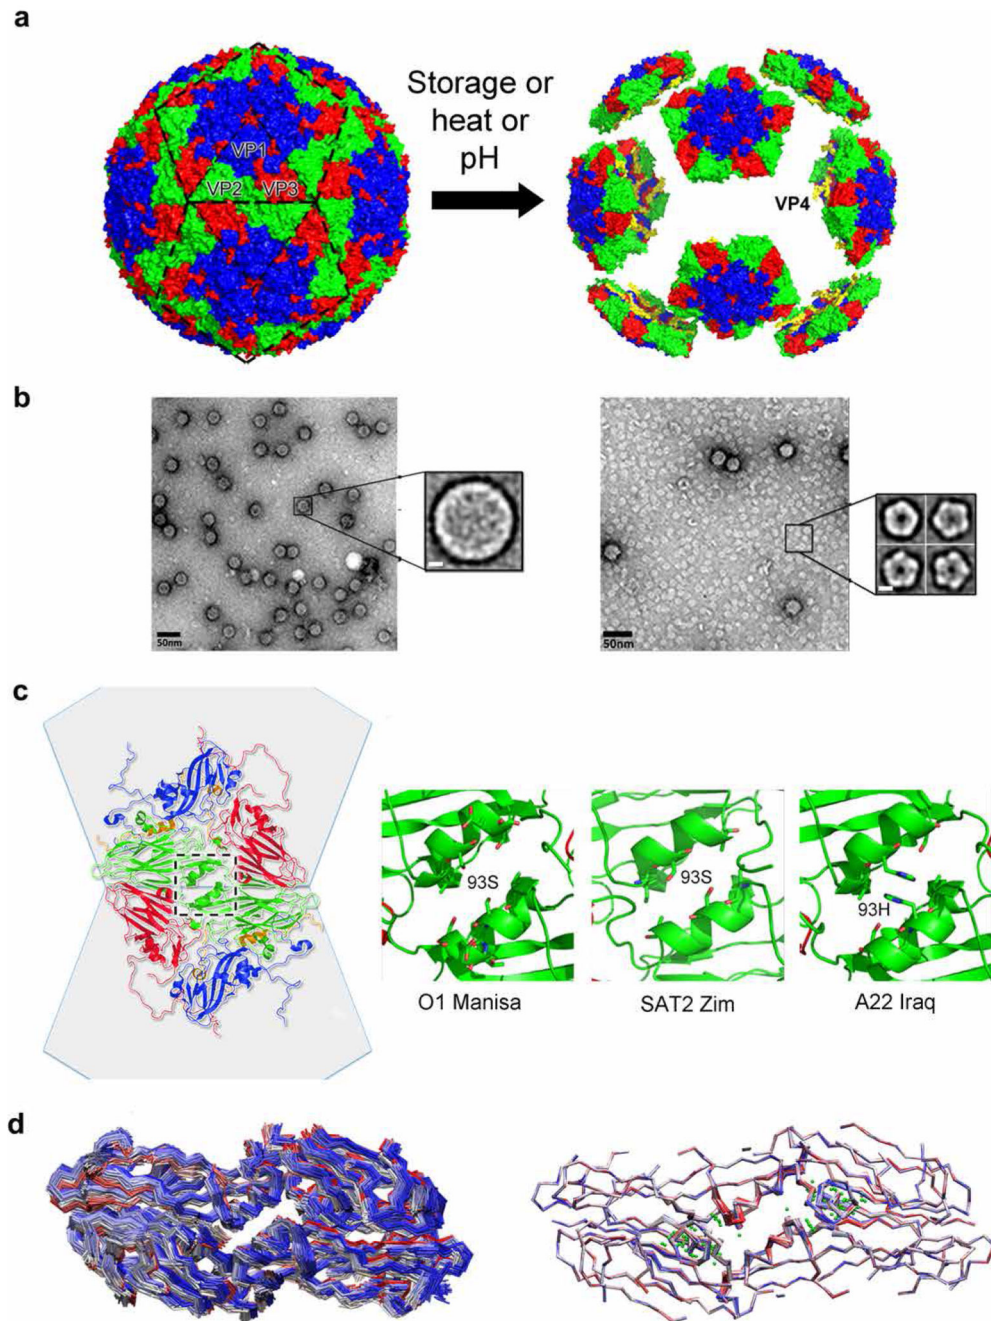 a
Storage or
heat or
pH
VP1
VP2
VP3
VP4
b
50nm
50nm
c
93S
93S
93H
O1 Manisa
SAT2 Zim
A22 Iraq
d